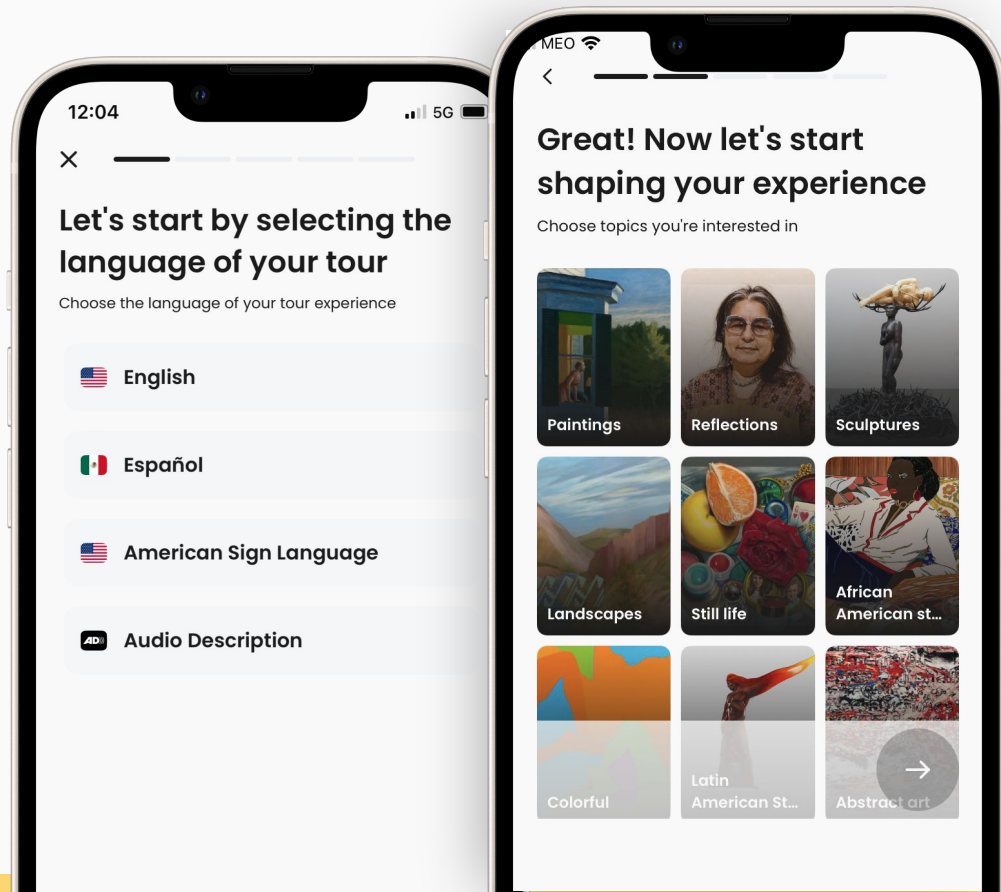 12:04
5G
Let's start by selecting the
language of your tour
Choose the language of your tour experience
English
Español
American Sign Language
AD
Audio Description
MEO
Great! Now let's start
shaping your experience
Choose topics you're interested in
Paintings
Reflections
Sculptures
Landscapes
Still life
African
American st...
Colorful
Latin
American St...
Abstract art